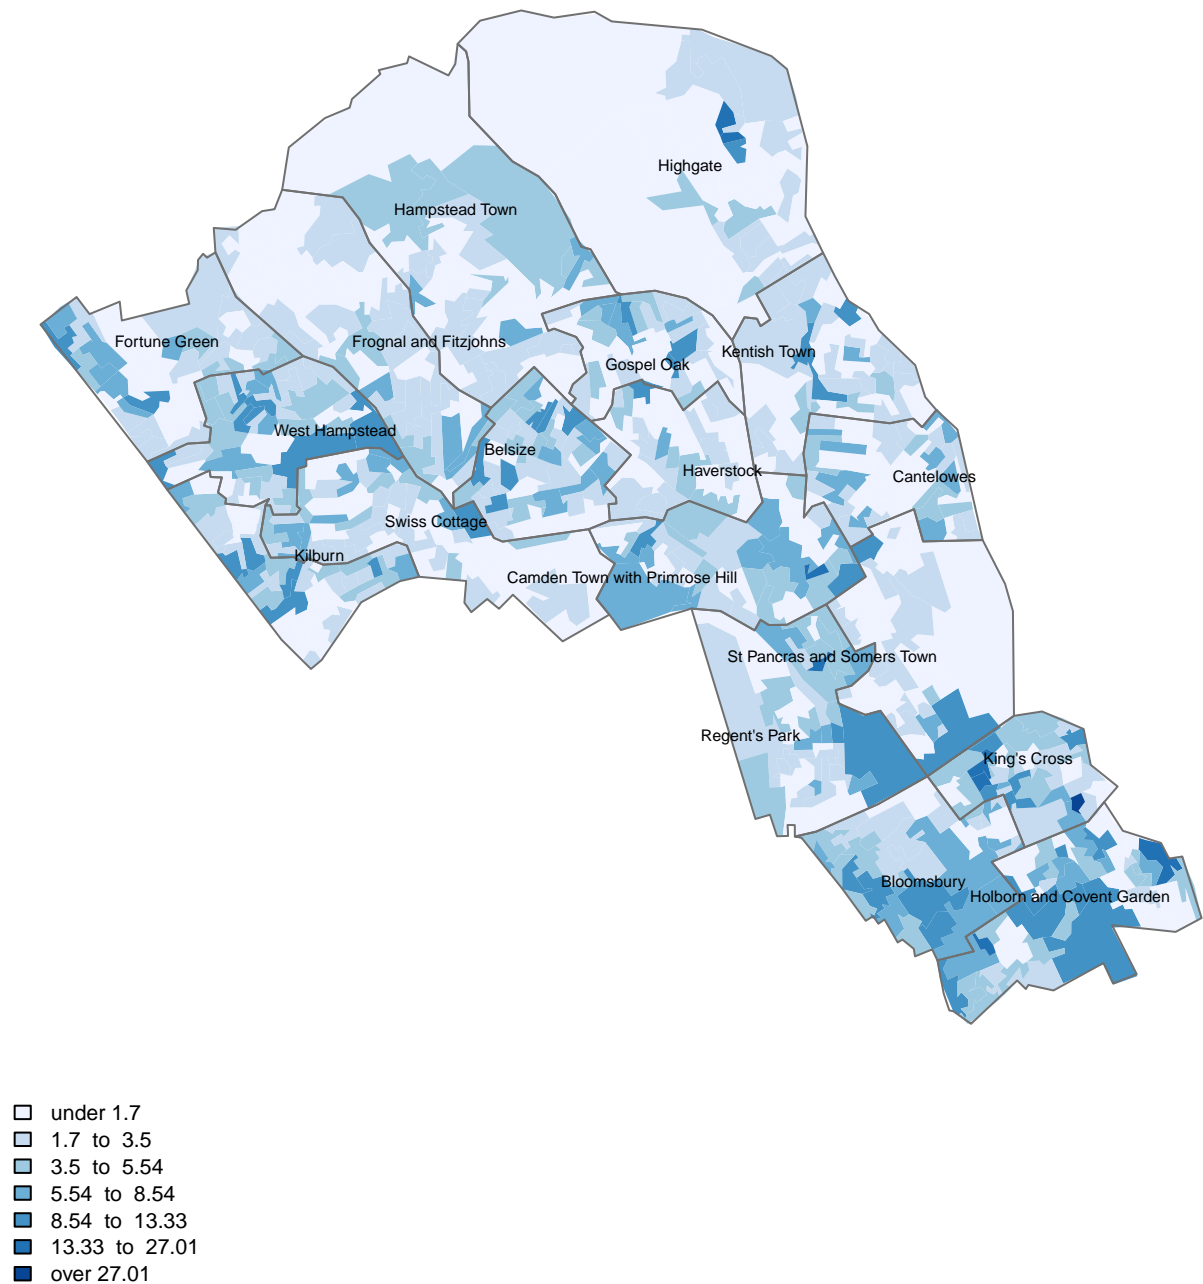 Highgate
Hampstead Town
Fortune Green
Frognal and Fitzjohns
Gospel Oak
Kentish Town
West Hampstead
Belsize
Haverstock
Cantelowes
Swiss Cottage
Kilburn
Camden Town with Primrose Hill
St Pancras and Somers Town
Regent's Park
King's Cross
Bloomsbury
Holborn and Covent Garden
under 1.7
1.7 to 3.5
3.5 to 5.54
5.54 to 8.54
8.54 to 13.33
13.33 to 27.01
over 27.01